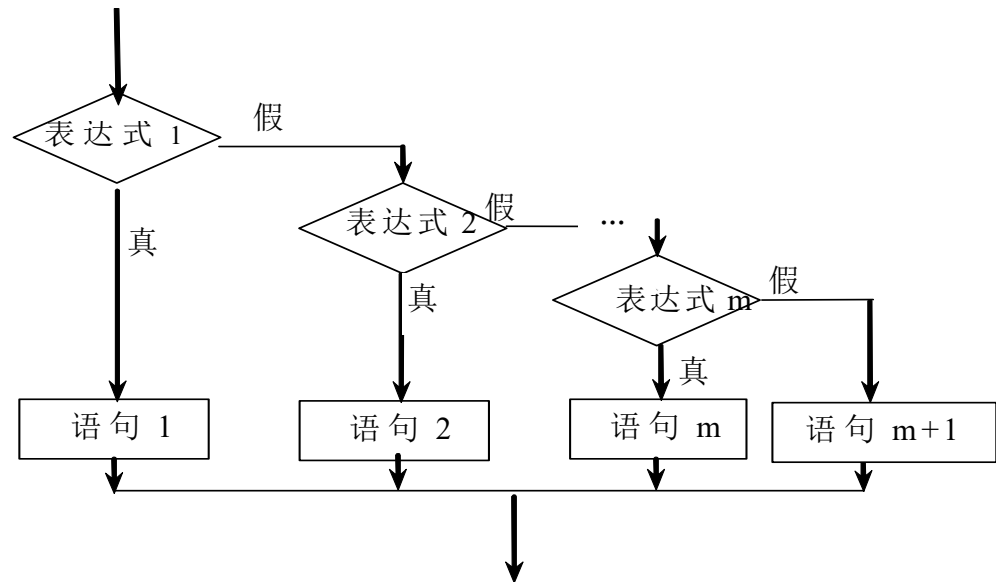 假
表达式 1
假
表达式 2
...
真
假
表达式 m
真
真
语句 1
语句 2
语句 m
语句 m+1